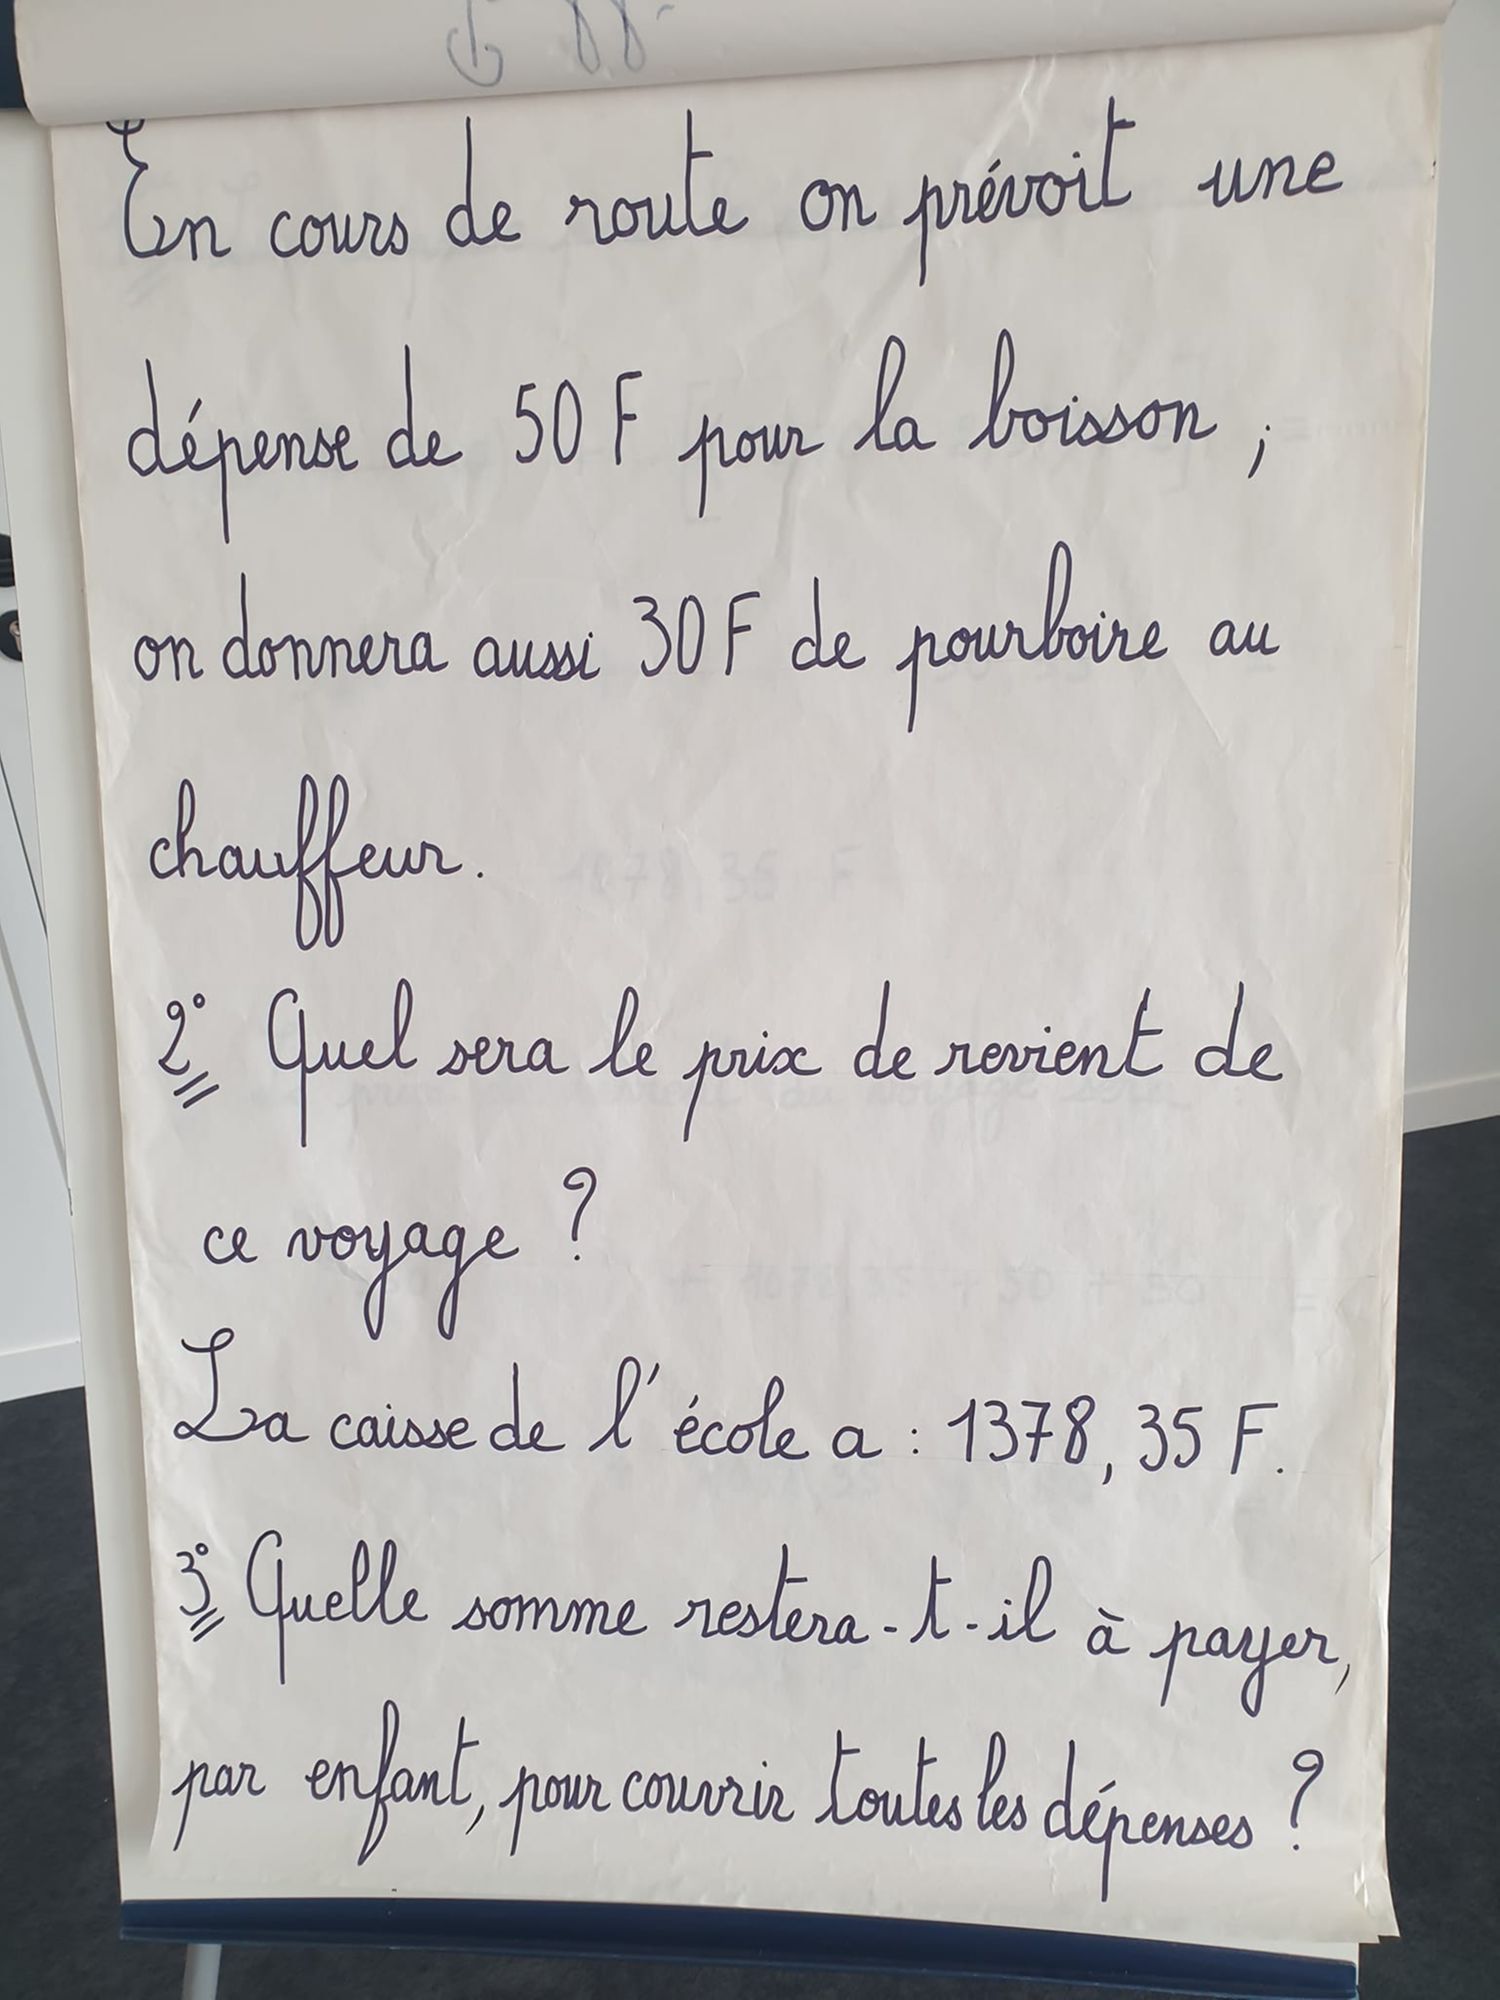 En cours de route on prévoit une
dépense de 50 F pour la boisson ;
on donnera aussi 30 F de pourboire au
chauffeur.
2° Quel sera le prix de revient de
ce voyage ?
La caisse de l'école a : 1378,35 F.
3° Quelle somme restera-t-il à payer,
par enfant, pour couvrir toutes les dépenses ?